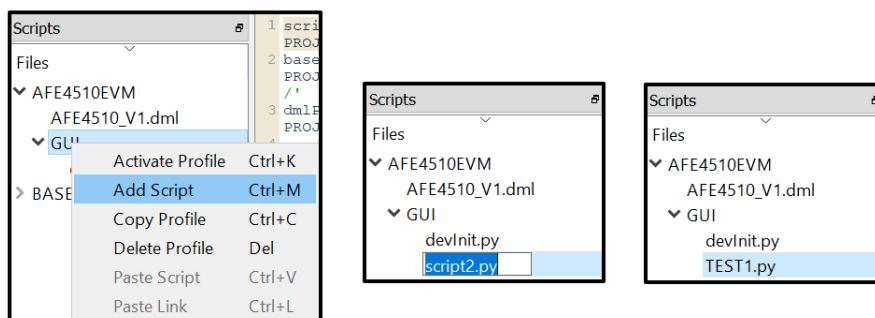 Scripts
Files
AFE4510EVM
AFE4510_V1.dml
GUI
BASE
Activate Profile Ctrl+K
Add Script Ctrl+M
Copy Profile Ctrl+C
Delete Profile Del
Paste Script Ctrl+V
Paste Link Ctrl+L
1 scri
PROJ
2 base
PROJ
/'
3 dmlP
PROJ
Scripts
Files
AFE4510EVM
AFE4510_V1.dml
GUI
devInit.py
script2.py
Scripts
Files
AFE4510EVM
AFE4510_V1.dml
GUI
devInit.py
TEST1.py